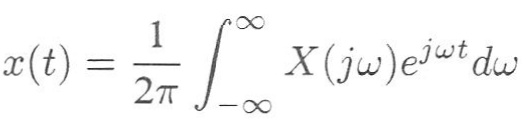 x(t) = \frac{1}{2\pi} \int_{-\infty}^{\infty} X(j\omega)e^{j\omega t}d\omega